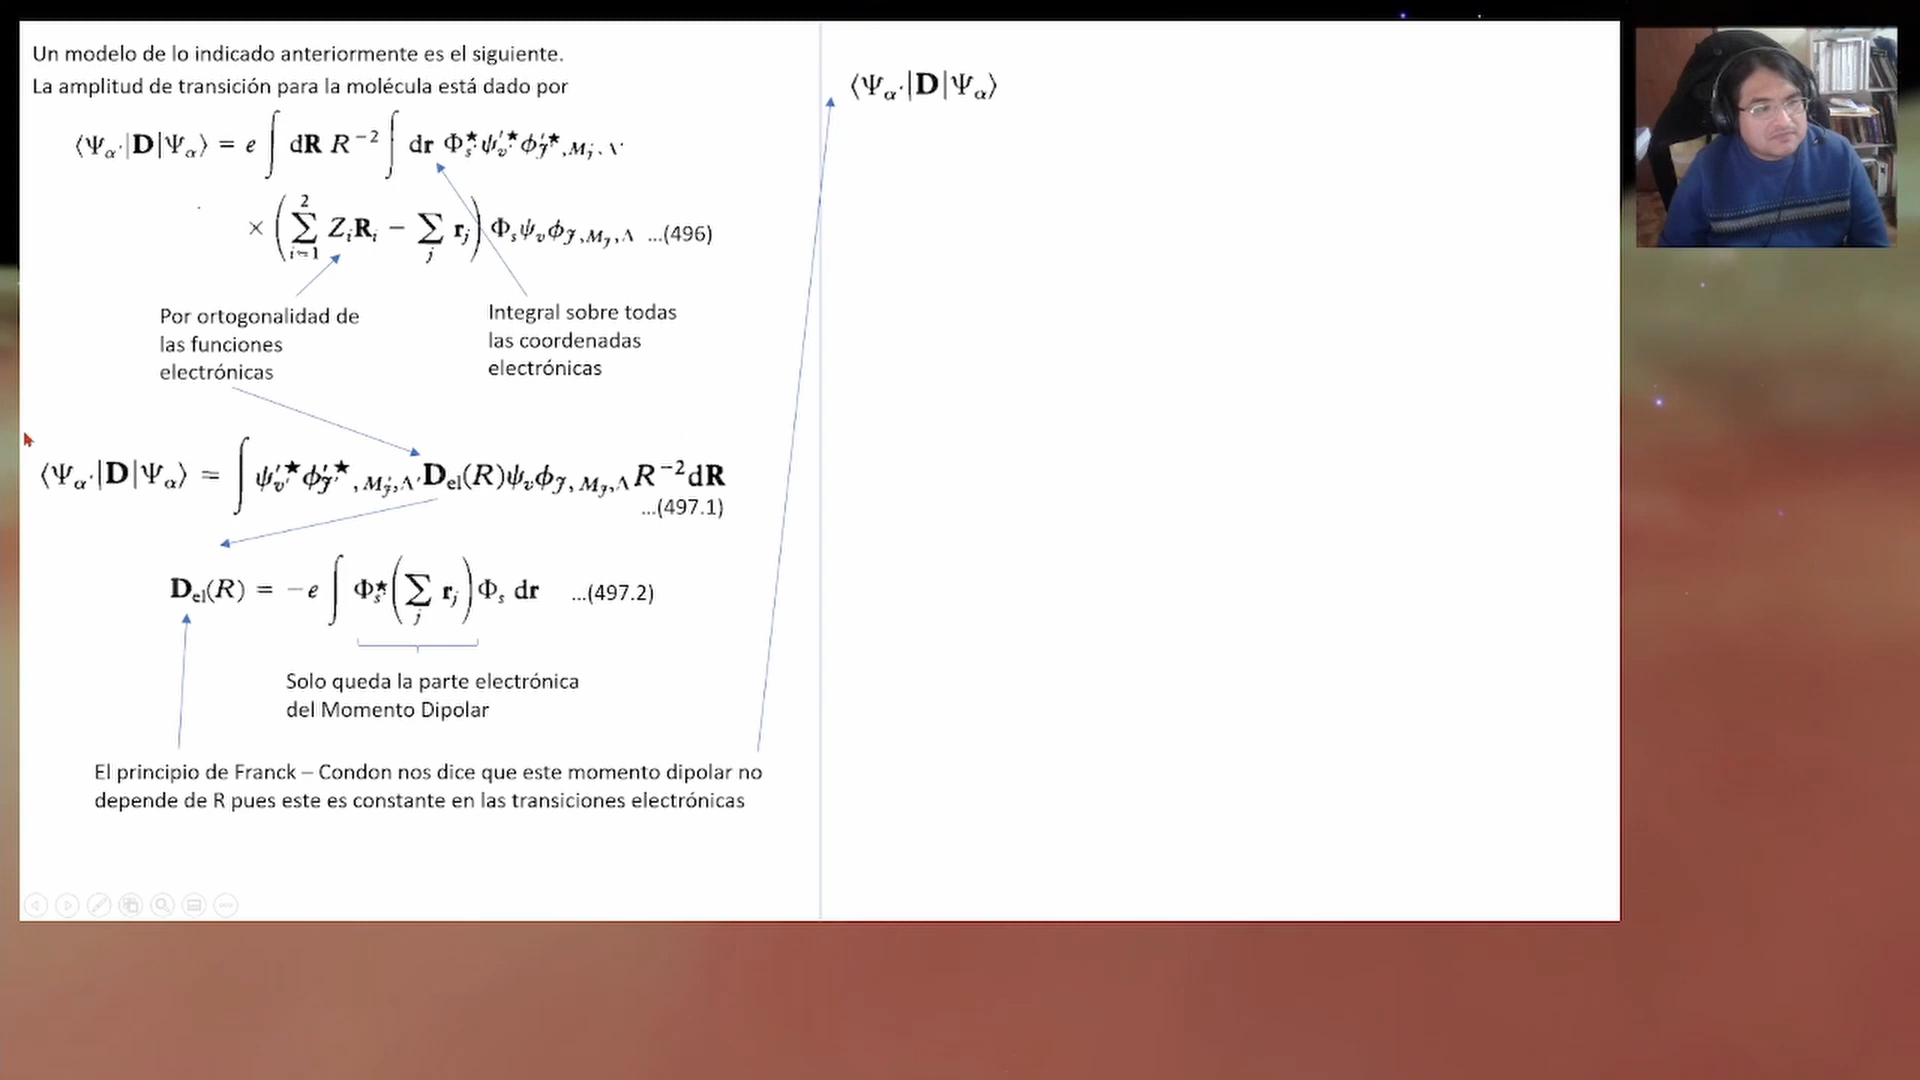 Un modelo de lo indicado anteriormente es el siguiente.
La amplitud de transición para la molécula está dado por
⟨Ψα′|D|Ψα⟩ = e ∫ dR R⁻² ∫ dr Φs′★ ψ′v′★ φ′𝒥′★, M′𝒥, Λ′
× ( ∑ i=1 2 ZᵢRᵢ − ∑ j rⱼ ) Φs ψv φ𝒥, M𝒥, Λ ...(496)
Por ortogonalidad de
las funciones
electrónicas
Integral sobre todas
las coordenadas
electrónicas
⟨Ψα′|D|Ψα⟩ = ∫ ψ′v′★ φ′𝒥′★, M′𝒥, Λ′ Del(R) ψv φ𝒥, M𝒥, Λ R⁻² dR
...(497.1)
Del(R) = −e ∫ Φs′★ ( ∑ j rⱼ ) Φs dr ...(497.2)
Solo queda la parte electrónica
del Momento Dipolar
El principio de Franck – Condon nos dice que este momento dipolar no
depende de R pues este es constante en las transiciones electrónicas
⟨Ψα′|D|Ψα⟩